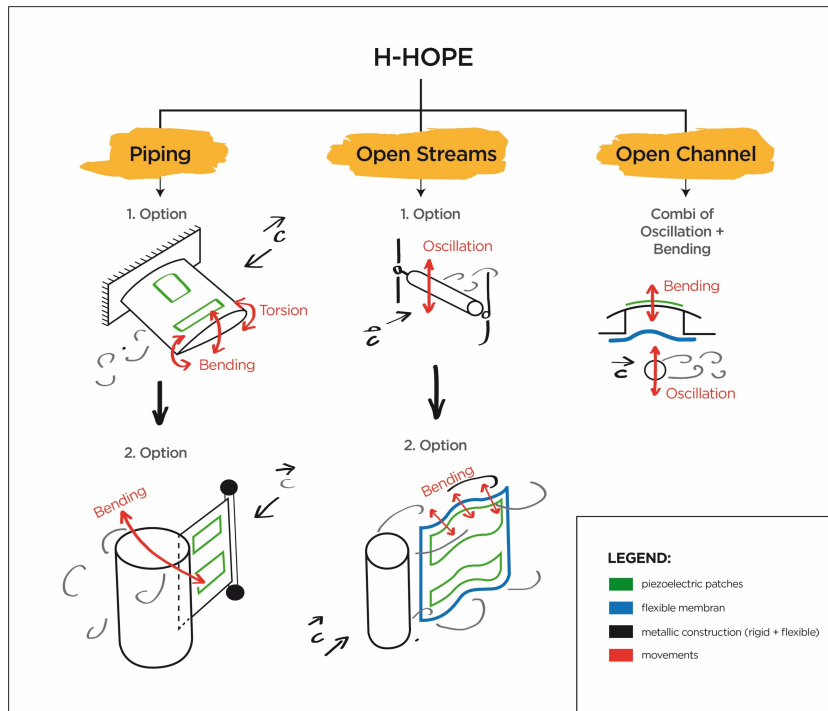 H-HOPE
Piping
Open Streams
Open Channel
1. Option
c
Torsion
Bending
2. Option
Bending
c
1. Option
Oscillation
c
2. Option
Bending
c
Combi of
Oscillation +
Bending
Bending
c
Oscillation
LEGEND:
piezoelectric patches
flexible membran
metallic construction (rigid + flexible)
movements